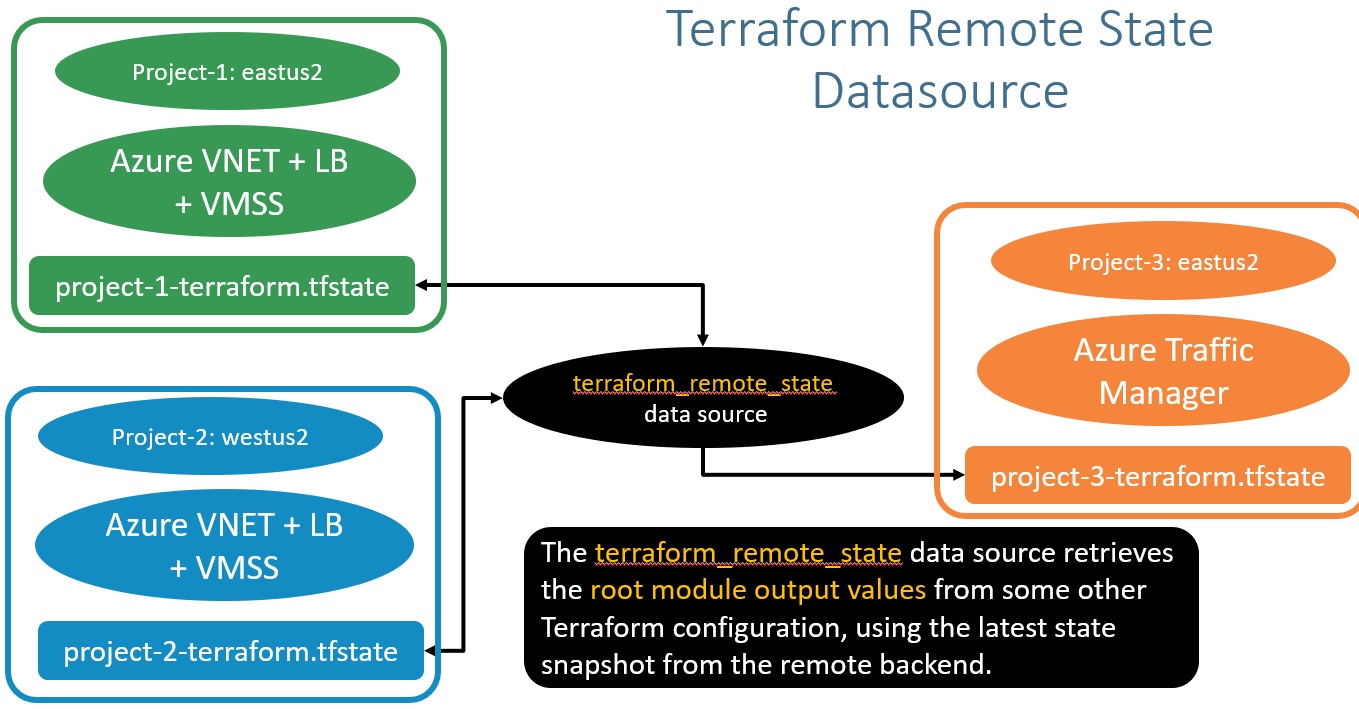 Terraform Remote State
Datasource
Project-1: eastus2
Azure VNET + LB
+ VMSS
project-1-terraform.tfstate
Project-2: westus2
Azure VNET + LB
+ VMSS
project-2-terraform.tfstate
terraform_remote_state
data source
Project-3: eastus2
Azure Traffic
Manager
project-3-terraform.tfstate
The terraform_remote_state data source retrieves
the root module output values from some other
Terraform configuration, using the latest state
snapshot from the remote backend.